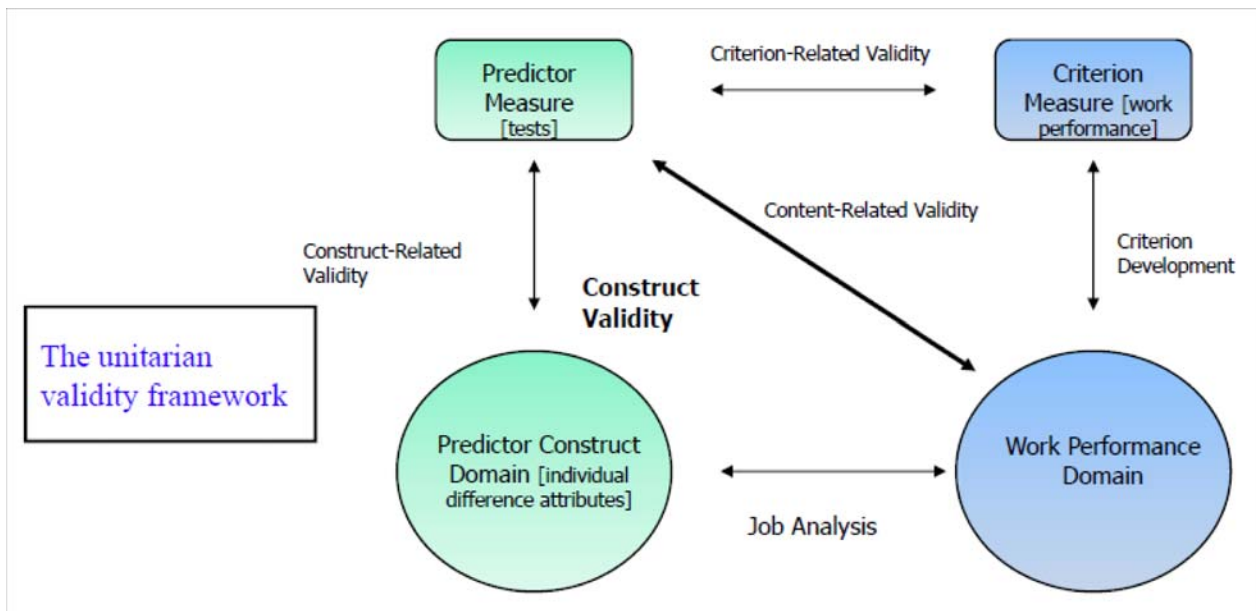 Predictor
Measure
[tests]
Criterion-Related Validity
Criterion
Measure [work
performance]
Construct-Related
Validity
Content-Related Validity
Criterion
Development
Construct
Validity
The unitarian
validity framework
Predictor Construct
Domain [individual
difference attributes]
Job Analysis
Work Performance
Domain